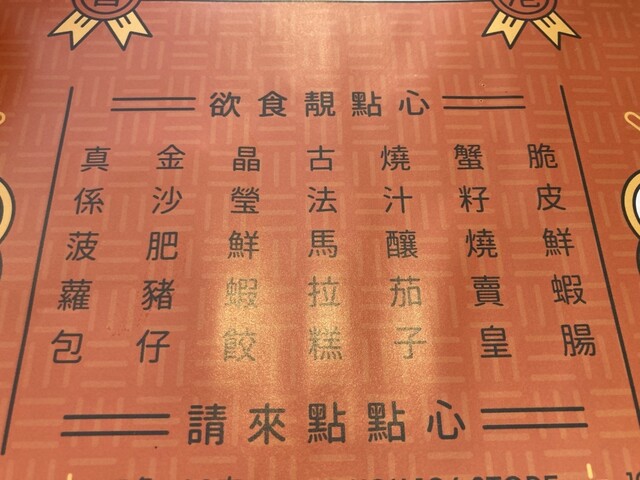 欲食靚點心
脆皮鮮蝦腸
蟹籽燒賣皇
燒汁釀茄子
古法馬拉糕
晶瑩鮮蝦餃
金沙肥豬仔
真係菠蘿包
請來點點心